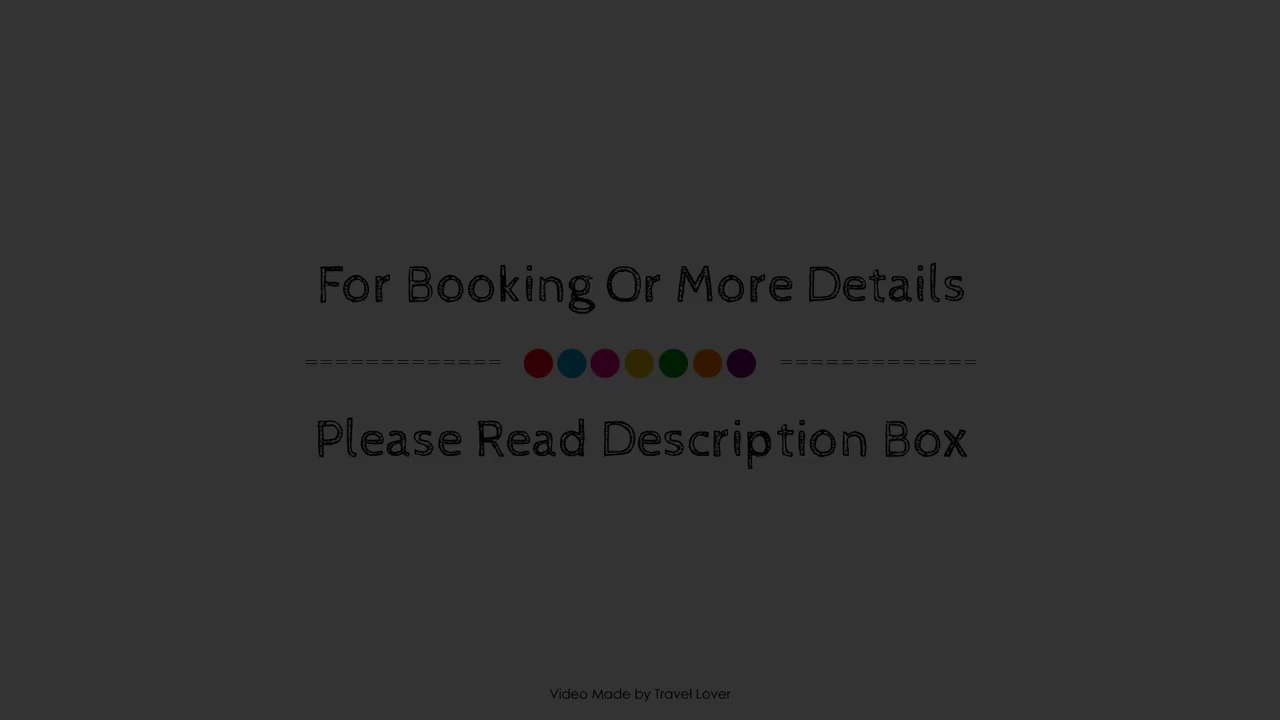 For Booking Or More Details
============= =============
Please Read Description Box
Video Made by Travel Lover